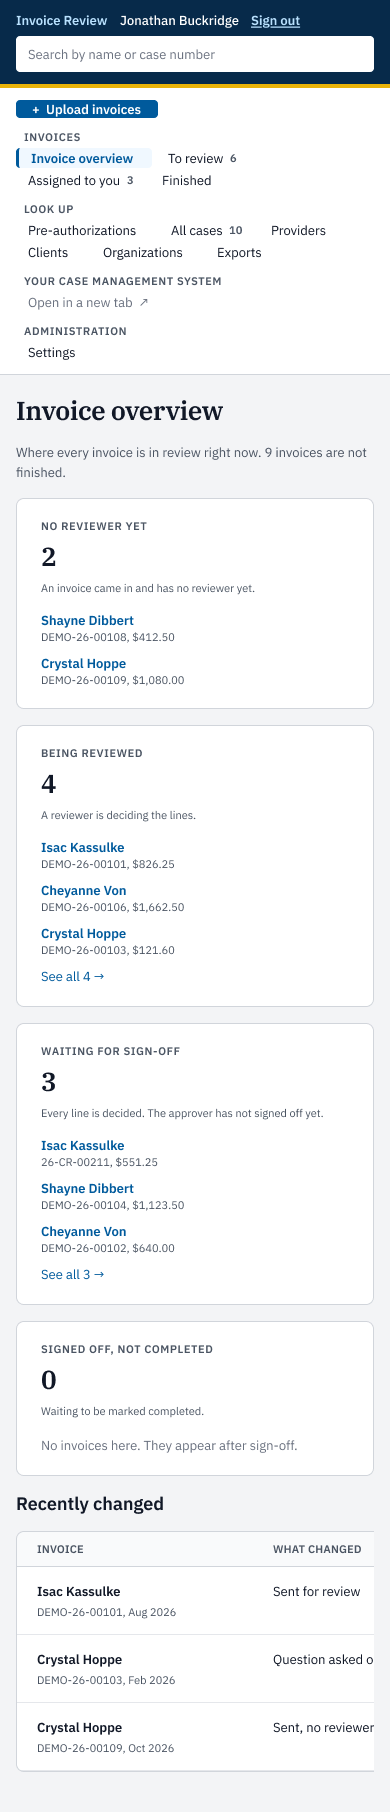 Invoice Review Jonathan Buckridge Sign out
Search by name or case number
+ Upload invoices
INVOICES
Invoice overview To review 6
Assigned to you 3 Finished
LOOK UP
Pre-authorizations All cases 10 Providers
Clients Organizations Exports
YOUR CASE MANAGEMENT SYSTEM
Open in a new tab ↗
ADMINISTRATION
Settings
Invoice overview
Where every invoice is in review right now. 9 invoices are not
finished.
NO REVIEWER YET
2
An invoice came in and has no reviewer yet.
Shayne Dibbert
DEMO-26-00108, $412.50
Crystal Hoppe
DEMO-26-00109, $1,080.00
BEING REVIEWED
4
A reviewer is deciding the lines.
Isac Kassulke
DEMO-26-00101, $826.25
Cheyanne Von
DEMO-26-00106, $1,662.50
Crystal Hoppe
DEMO-26-00103, $121.60
See all 4 →
WAITING FOR SIGN-OFF
3
Every line is decided. The approver has not signed off yet.
Isac Kassulke
26-CR-00211, $551.25
Shayne Dibbert
DEMO-26-00104, $1,123.50
Cheyanne Von
DEMO-26-00102, $640.00
See all 3 →
SIGNED OFF, NOT COMPLETED
0
Waiting to be marked completed.
No invoices here. They appear after sign-off.
Recently changed
INVOICE WHAT CHANGED
Isac Kassulke Sent for review
DEMO-26-00101, Aug 2026
Crystal Hoppe Question asked o
DEMO-26-00103, Feb 2026
Crystal Hoppe Sent, no reviewer
DEMO-26-00109, Oct 2026